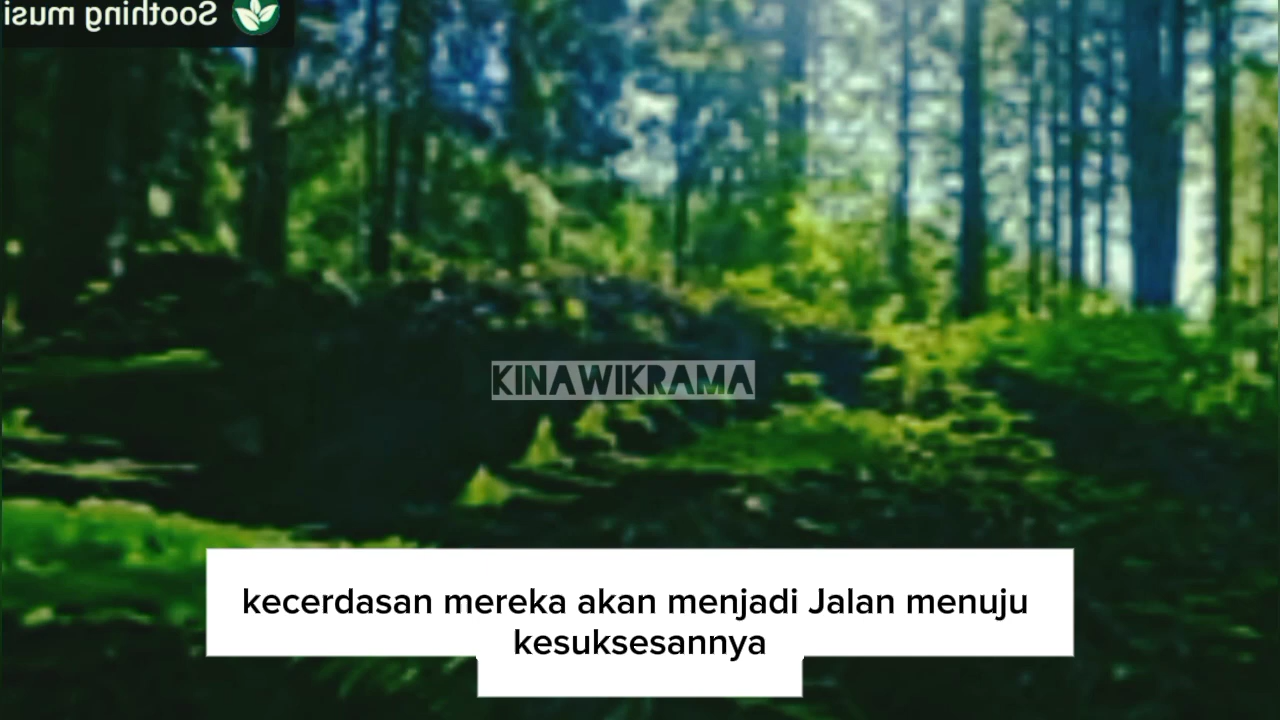 Soothing musi
KINAWIKRAMA
kecerdasan mereka akan menjadi Jalan menuju
kesuksesannya